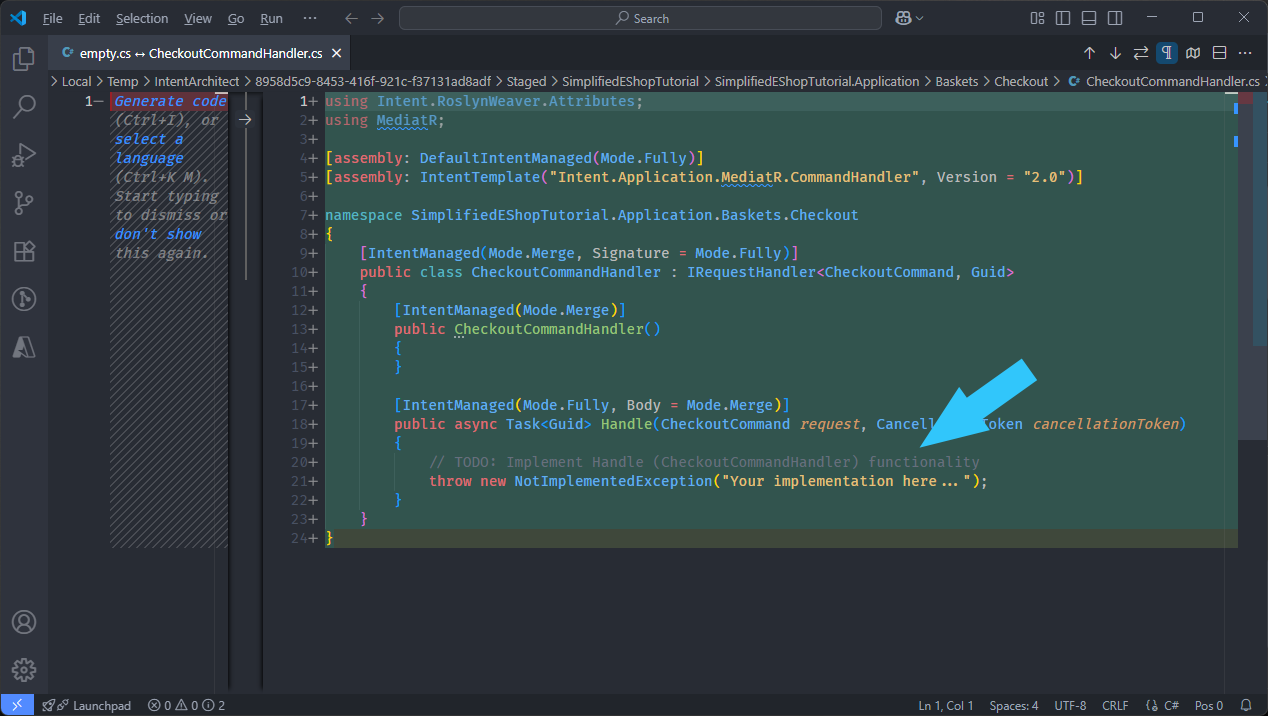 File Edit Selection View Go Run ··· Search
empty.cs ↔ CheckoutCommandHandler.cs
Local > Temp > IntentArchitect > 8958d5c9-8453-416f-921c-f37131ad8adf > Staged > SimplifiedEShopTutorial > SimplifiedEShopTutorial.Application > Baskets > Checkout > CheckoutCommandHandler.cs
1— Generate code
(Ctrl+I), or
select a
language
(Ctrl+K M).
Start typing
to dismiss or
don't show
this again.
1+ using Intent.RoslynWeaver.Attributes;
2+ using MediatR;
3+
4+ [assembly: DefaultIntentManaged(Mode.Fully)]
5+ [assembly: IntentTemplate("Intent.Application.MediatR.CommandHandler", Version = "2.0")]
6+
7+ namespace SimplifiedEShopTutorial.Application.Baskets.Checkout
8+ {
9+ [IntentManaged(Mode.Merge, Signature = Mode.Fully)]
10+ public class CheckoutCommandHandler : IRequestHandler<CheckoutCommand, Guid>
11+ {
12+ [IntentManaged(Mode.Merge)]
13+ public CheckoutCommandHandler()
14+ {
15+ }
16+
17+ [IntentManaged(Mode.Fully, Body = Mode.Merge)]
18+ public async Task<Guid> Handle(CheckoutCommand request, Cancell Token cancellationToken)
19+ {
20+ // TODO: Implement Handle (CheckoutCommandHandler) functionality
21+ throw new NotImplementedException("Your implementation here...");
22+ }
23+ }
24+ }
Launchpad 0 0 2 Ln 1, Col 1 Spaces: 4 UTF-8 CRLF C# Pos 0